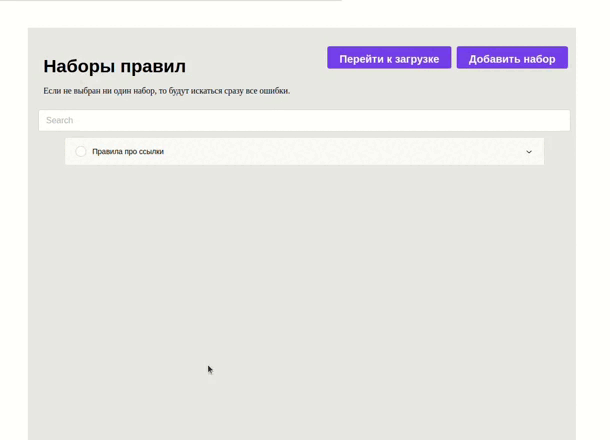 Перейти к загрузке
Добавить набор
Наборы правил
Если не выбран ни один набор, то будут искаться сразу все ошибки.
Search
Правила про ссылки